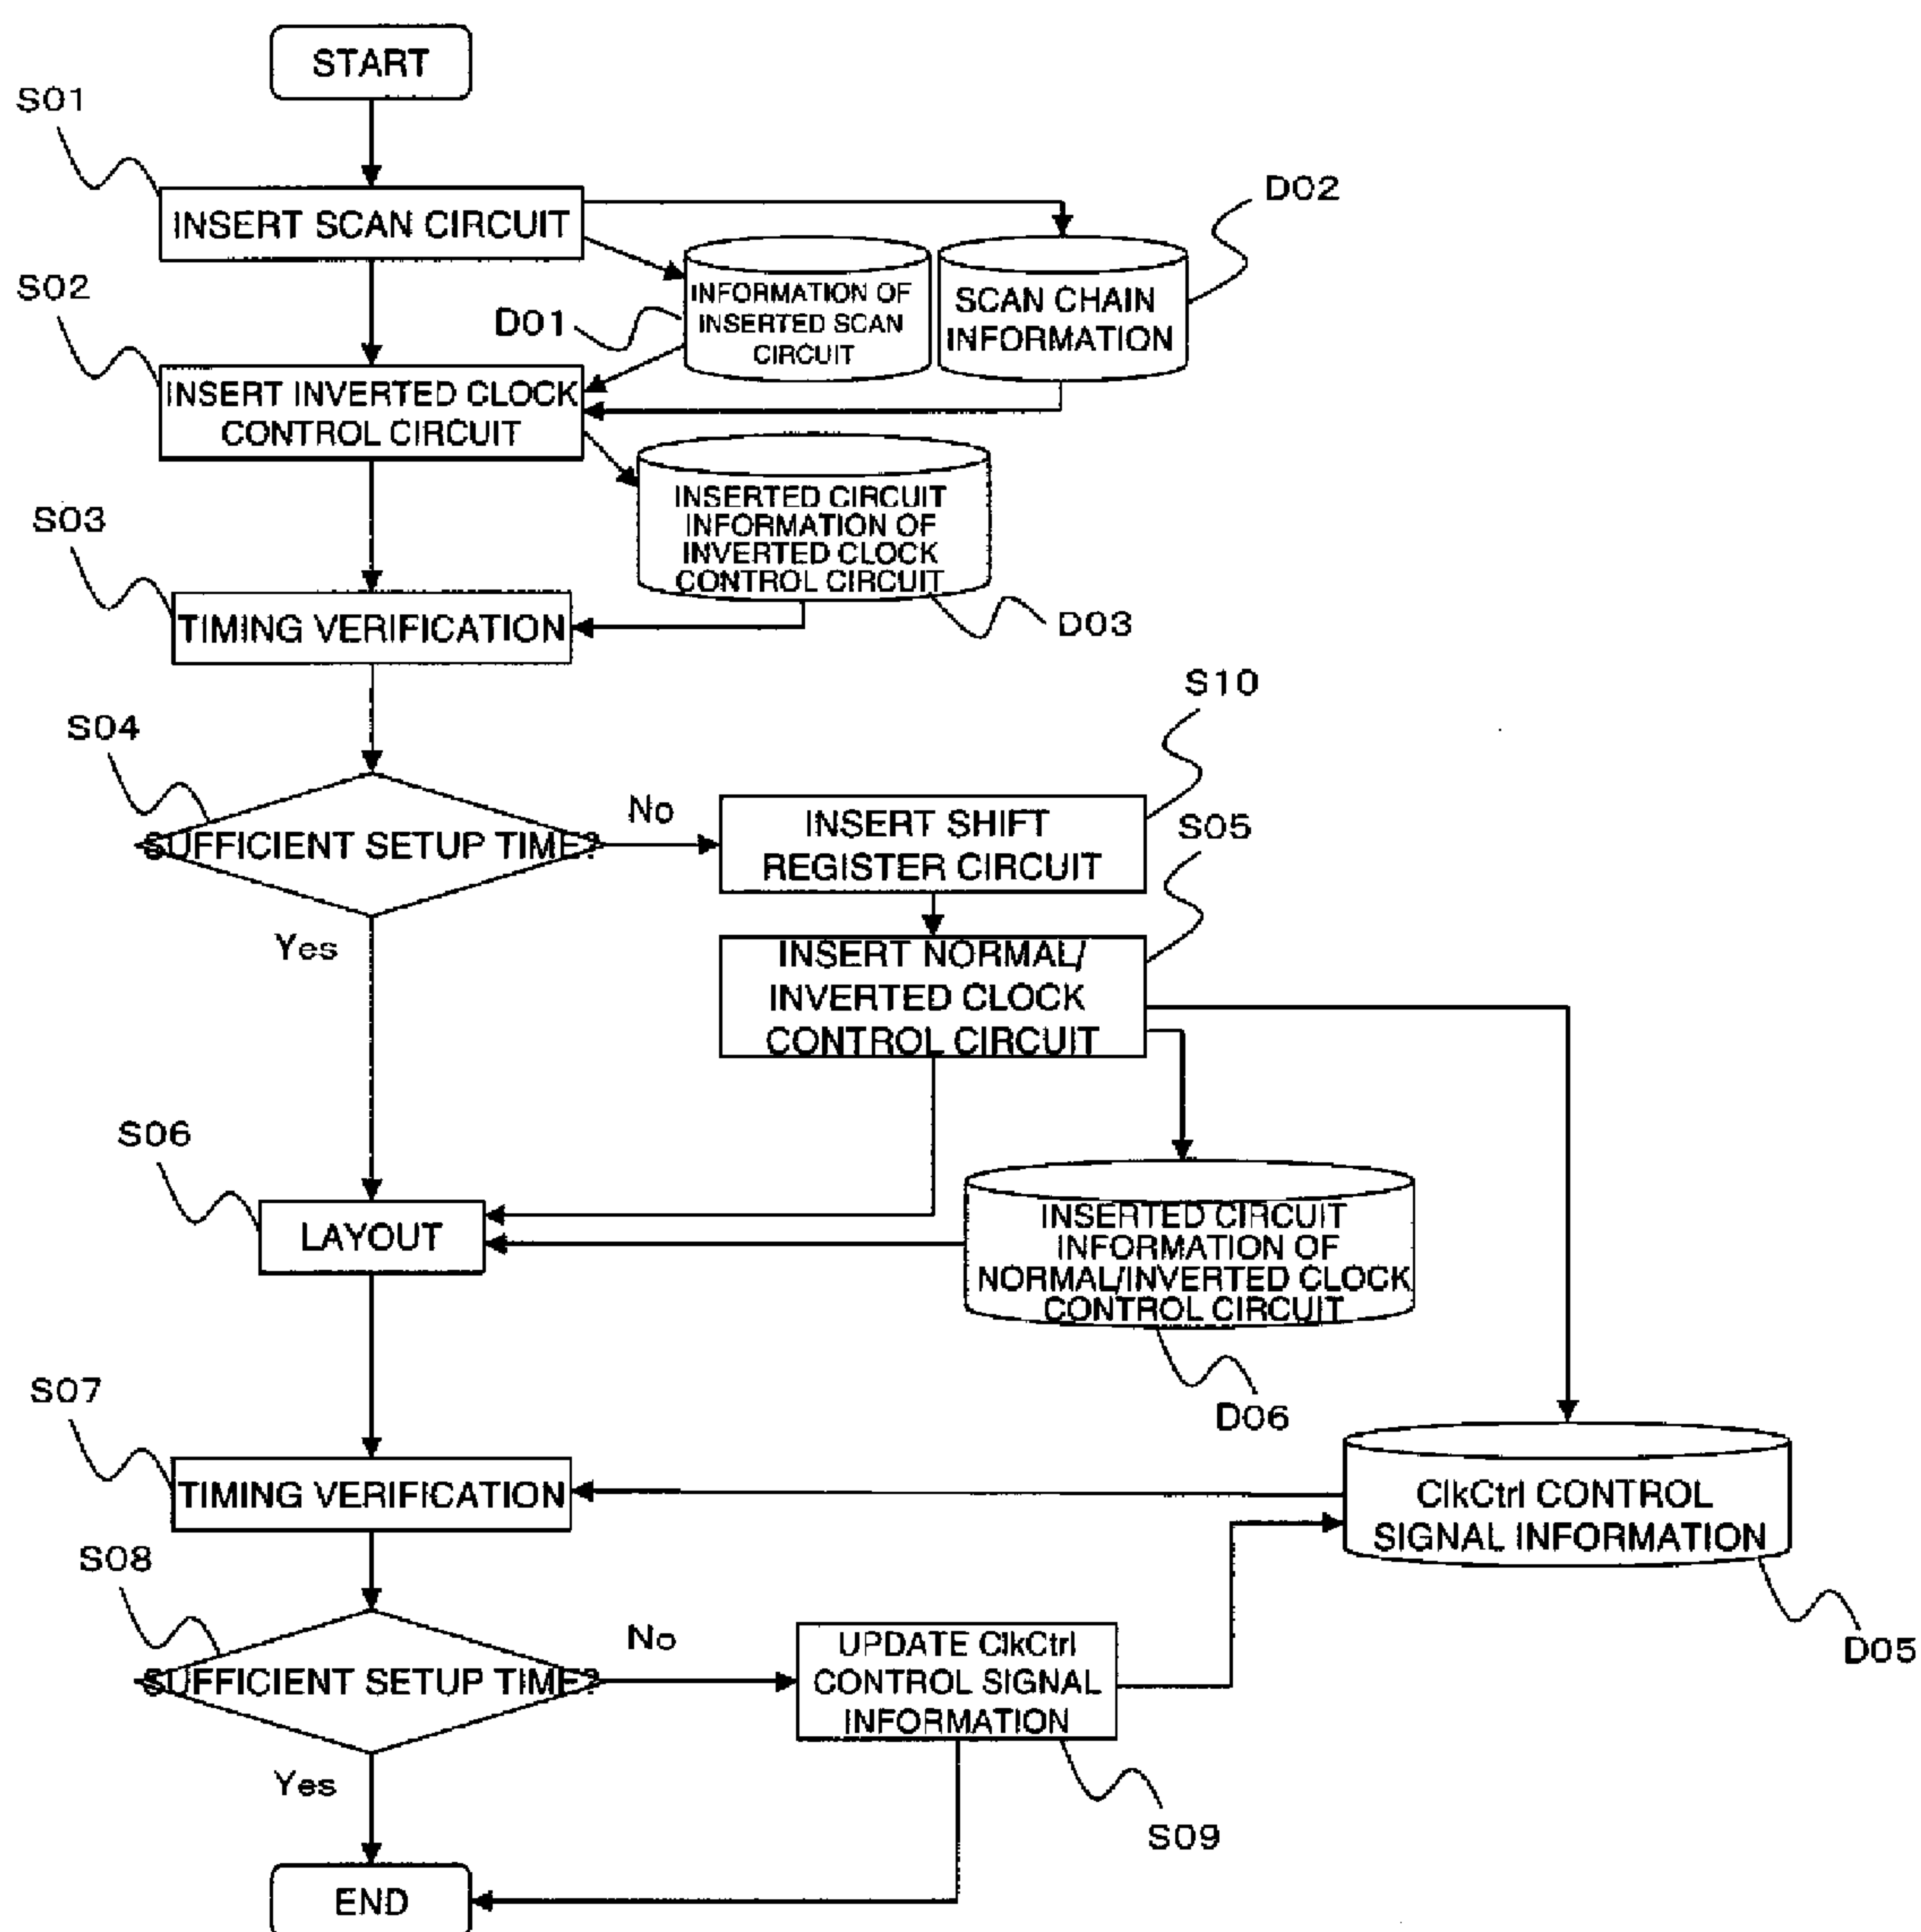 START
S01
INSERT SCAN CIRCUIT
D02
S02
D01
INFORMATION OF
INSERTED SCAN
CIRCUIT
SCAN CHAIN
INFORMATION
INSERT INVERTED CLOCK
CONTROL CIRCUIT
INSERTED CIRCUIT
INFORMATION OF
INVERTED CLOCK
CONTROL CIRCUIT
D03
S03
TIMING VERIFICATION
S04
SUFFICIENT SETUP TIME?
No
Yes
S10
INSERT SHIFT
REGISTER CIRCUIT
S05
INSERT NORMAL/
INVERTED CLOCK
CONTROL CIRCUIT
S06
LAYOUT
INSERTED CIRCUIT
INFORMATION OF
NORMAL/INVERTED CLOCK
CONTROL CIRCUIT
D06
S07
TIMING VERIFICATION
ClkCtrl CONTROL
SIGNAL INFORMATION
D05
S08
SUFFICIENT SETUP TIME?
No
Yes
UPDATE ClkCtrl
CONTROL SIGNAL
INFORMATION
S09
END